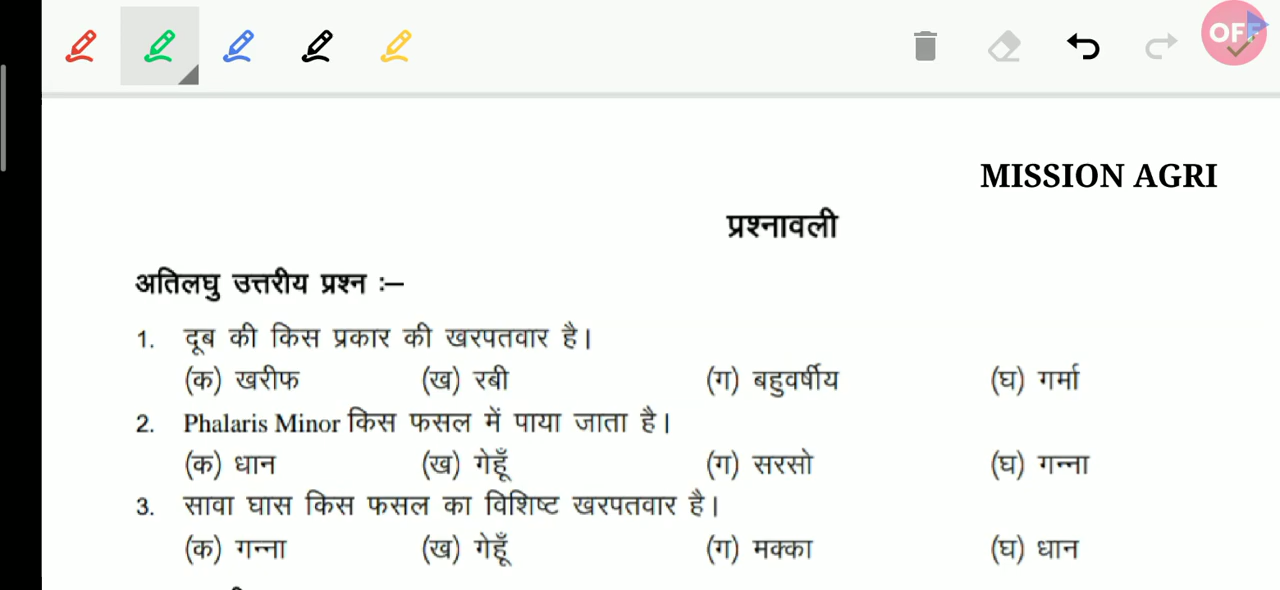 OFF
MISSION AGRI
प्रश्नावली
अतिलघु उत्तरीय प्रश्न :–
1. दूब की किस प्रकार की खरपतवार है।
(क) खरीफ (ख) रबी (ग) बहुवर्षीय (घ) गर्मा
2. Phalaris Minor किस फसल में पाया जाता है।
(क) धान (ख) गेहूँ (ग) सरसो (घ) गन्ना
3. सावा घास किस फसल का विशिष्ट खरपतवार है।
(क) गन्ना (ख) गेहूँ (ग) मक्का (घ) धान